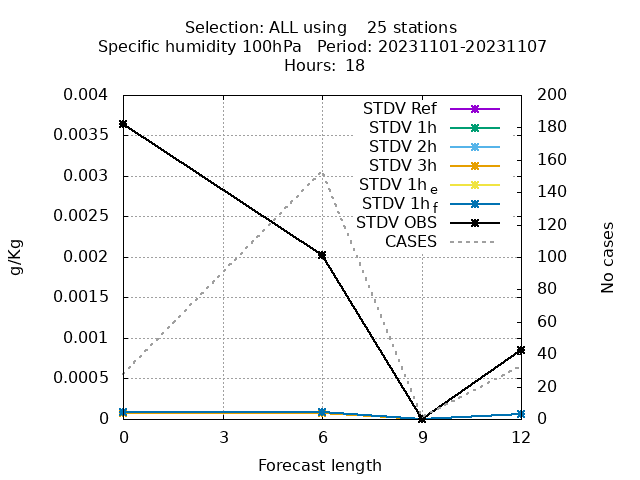 Selection: ALL using    25 stations
Specific humidity 100hPa   Period: 20231101-20231107
Hours: 18
0.004
0.0035
0.003
0.0025
0.002
0.0015
0.001
0.0005
0
200
180
160
140
120
100
80
60
40
20
0
g/Kg
No cases
STDV Ref
STDV 1h
STDV 2h
STDV 3h
STDV 1h e
STDV 1h f
STDV OBS
CASES
0 3 6 9 12
Forecast length